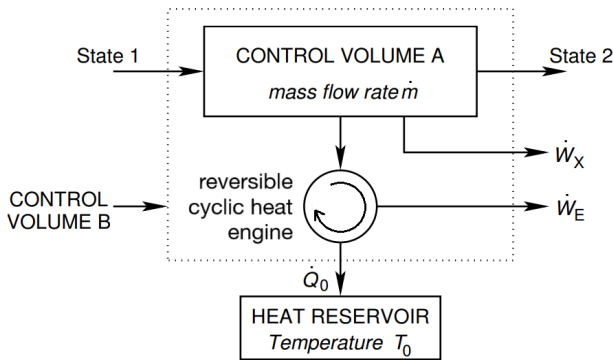 State 1
CONTROL VOLUME A
mass flow rate ṁ
State 2
Ẇ_X
reversible
cyclic heat
engine
CONTROL
VOLUME B
Ẇ_E
Q̇_0
HEAT RESERVOIR
Temperature T_0